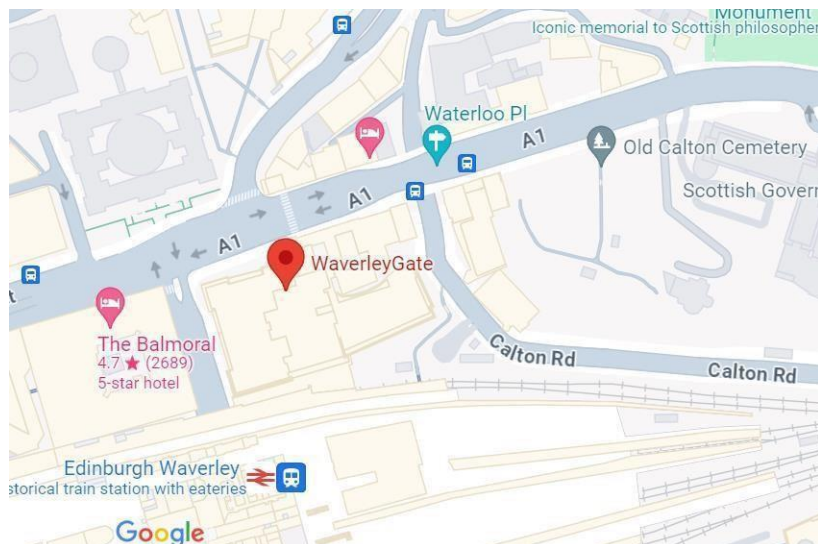 Monument
Iconic memorial to Scottish philosopher
Waterloo Pl
A1
Old Calton Cemetery
Scottish Govern
A1
A1
WaverleyGate
t
The Balmoral
4.7 ★ (2689)
5-star hotel
Calton Rd
Calton Rd
Edinburgh Waverley
storical train station with eateries
Google